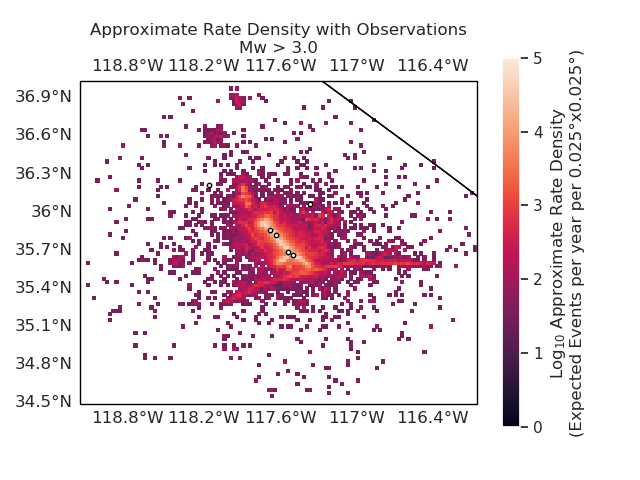 Approximate Rate Density with Observations
Mw > 3.0
118.8°W 118.2°W 117.6°W 117°W 116.4°W
36.9°N
36.6°N
36.3°N
36°N
35.7°N
35.4°N
35.1°N
34.8°N
34.5°N
118.8°W 118.2°W 117.6°W 117°W 116.4°W
5
4
3
2
1
0
Log₁₀ Approximate Rate Density
(Expected Events per year per 0.025°x0.025°)